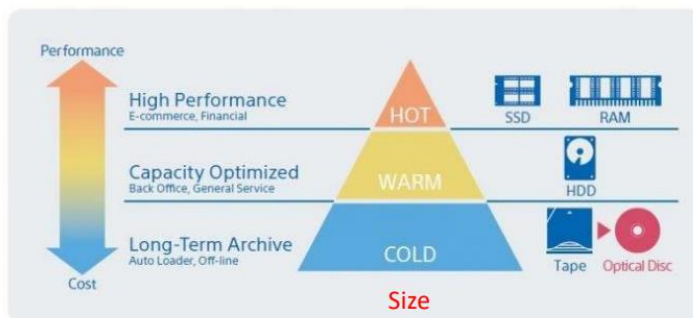 Performance
High Performance
E-commerce, Financial
HOT
SSD
RAM
Capacity Optimized
Back Office, General Service
WARM
HDD
Long-Term Archive
Auto Loader, Off-line
COLD
Tape
Optical Disc
Cost
Size